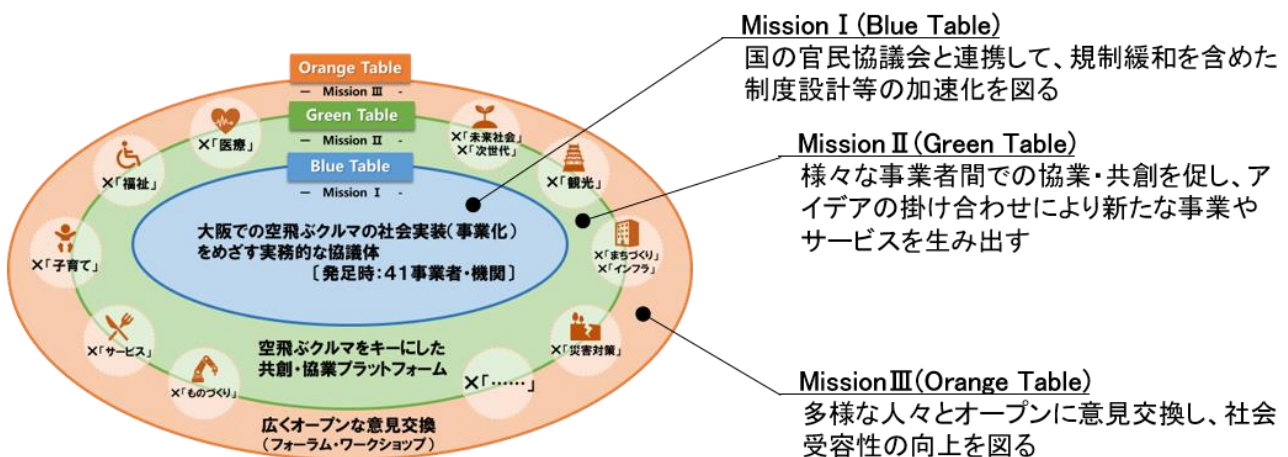 Orange Table
― Mission Ⅲ -
Green Table
― Mission Ⅱ -
Blue Table
― Mission Ⅰ -
大阪での空飛ぶクルマの社会実装(事業化)
をめざす実務的な協議体
[発足時:41事業者・機関]
×「医療」
×「福祉」
×「子育て」
×「サービス」
×「ものづくり」
×「未来社会」
×「次世代」
×「観光」
×「まちづくり」
×「インフラ」
×「災害対策」
×「……」
空飛ぶクルマをキーにした
共創・協業プラットフォーム
広くオープンな意見交換
(フォーラム・ワークショップ)
Mission Ⅰ (Blue Table)
国の官民協議会と連携して、規制緩和を含めた
制度設計等の加速化を図る
Mission Ⅱ (Green Table)
様々な事業者間での協業・共創を促し、ア
イデアの掛け合わせにより新たな事業や
サービスを生み出す
MissionⅢ(Orange Table)
多様な人々とオープンに意見交換し、社会
受容性の向上を図る